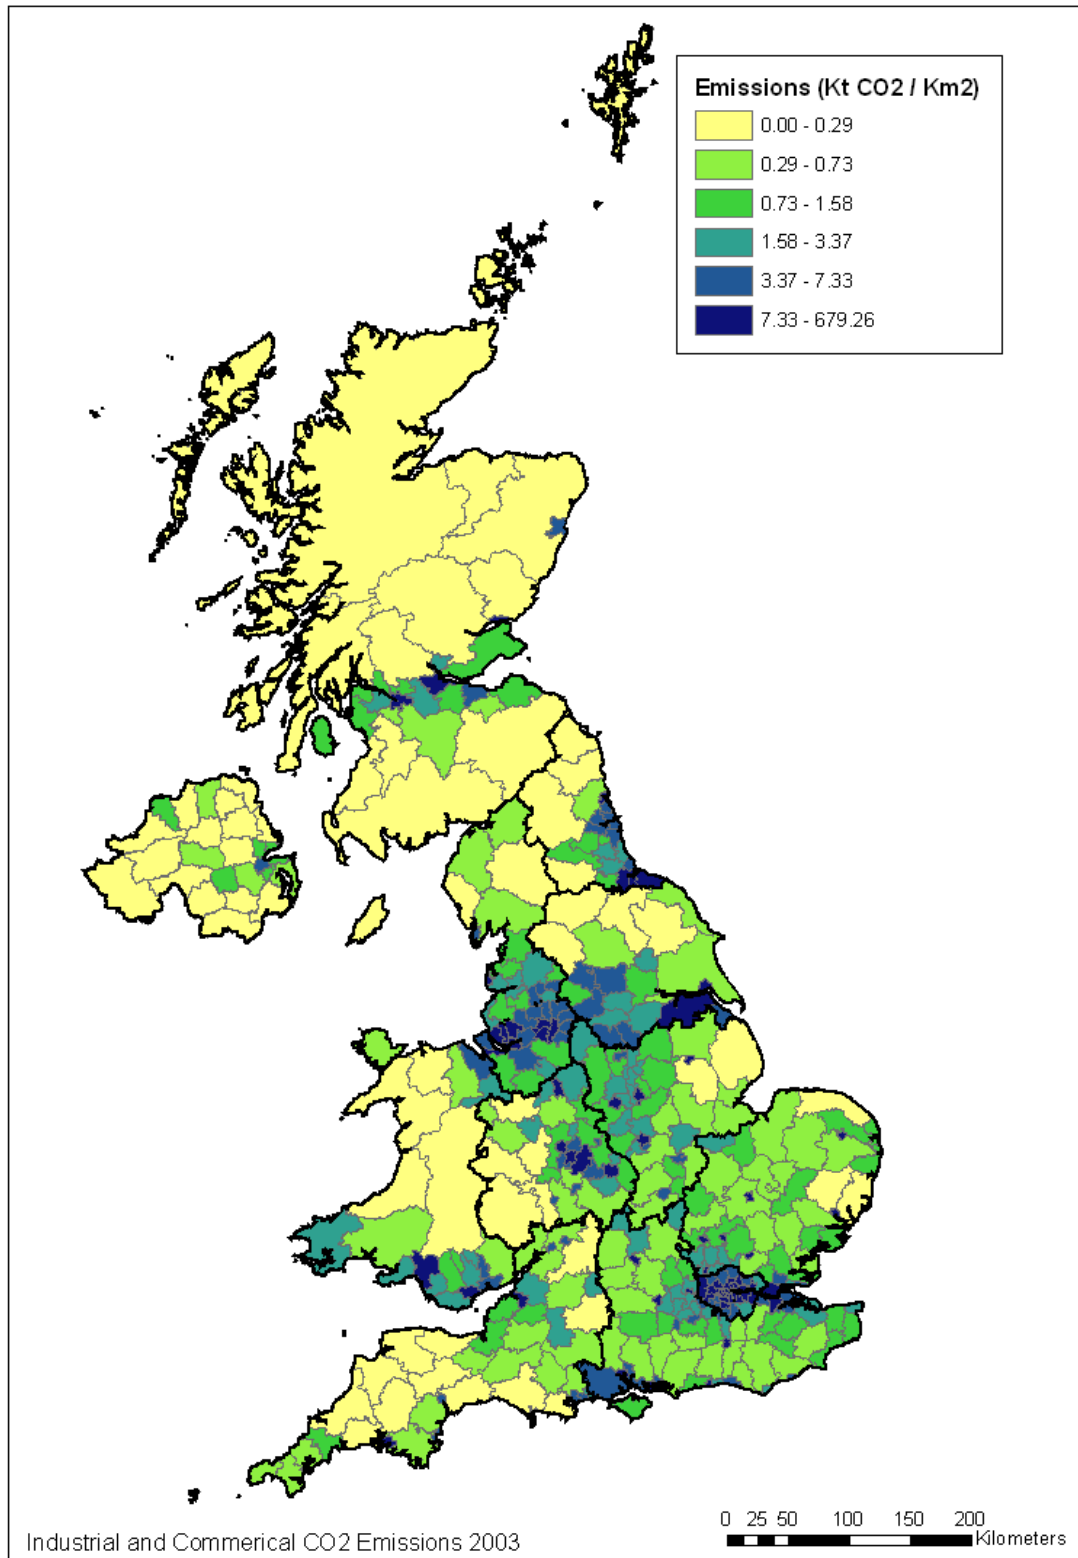 Emissions (Kt CO2 / Km2)
0.00 - 0.29
0.29 - 0.73
0.73 - 1.58
1.58 - 3.37
3.37 - 7.33
7.33 - 679.26
0 25 50 100 150 200
Kilometers
Industrial and Commerical CO2 Emissions 2003